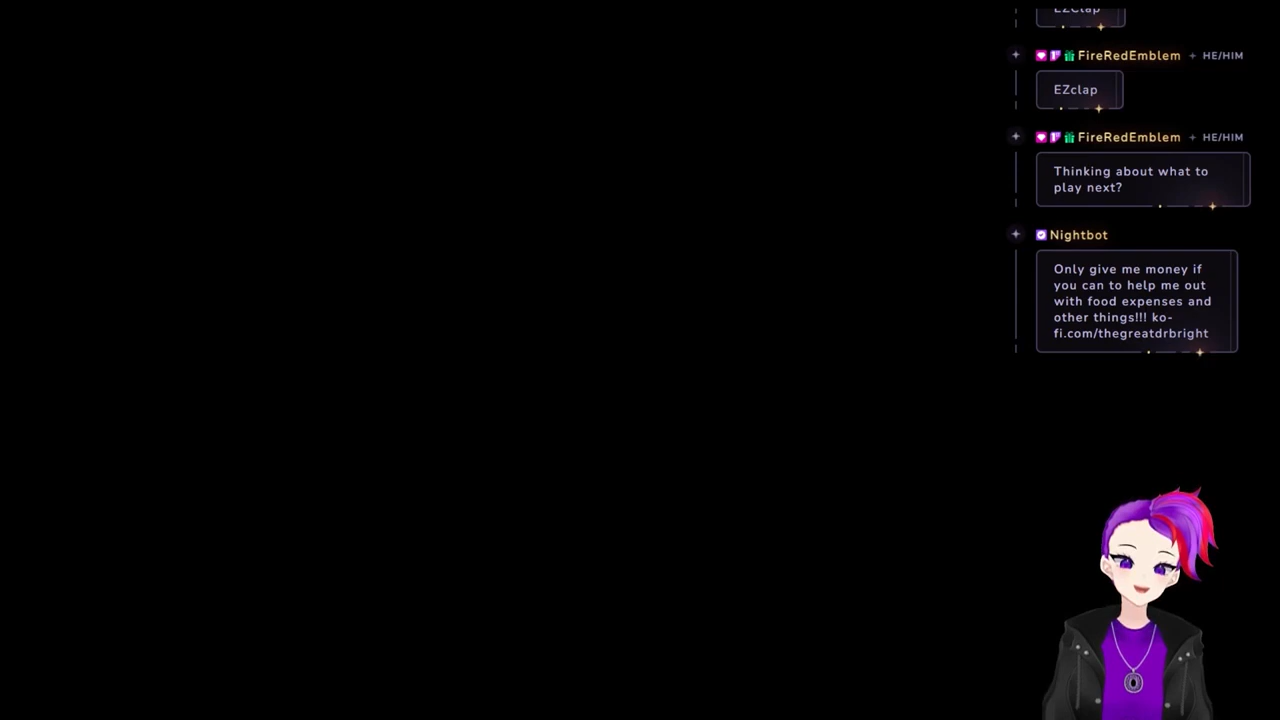 EZClap
FireRedEmblem + HE/HIM
EZclap
FireRedEmblem + HE/HIM
Thinking about what to
play next?
Nightbot
Only give me money if
you can to help me out
with food expenses and
other things!!! ko-
fi.com/thegreatdrbright